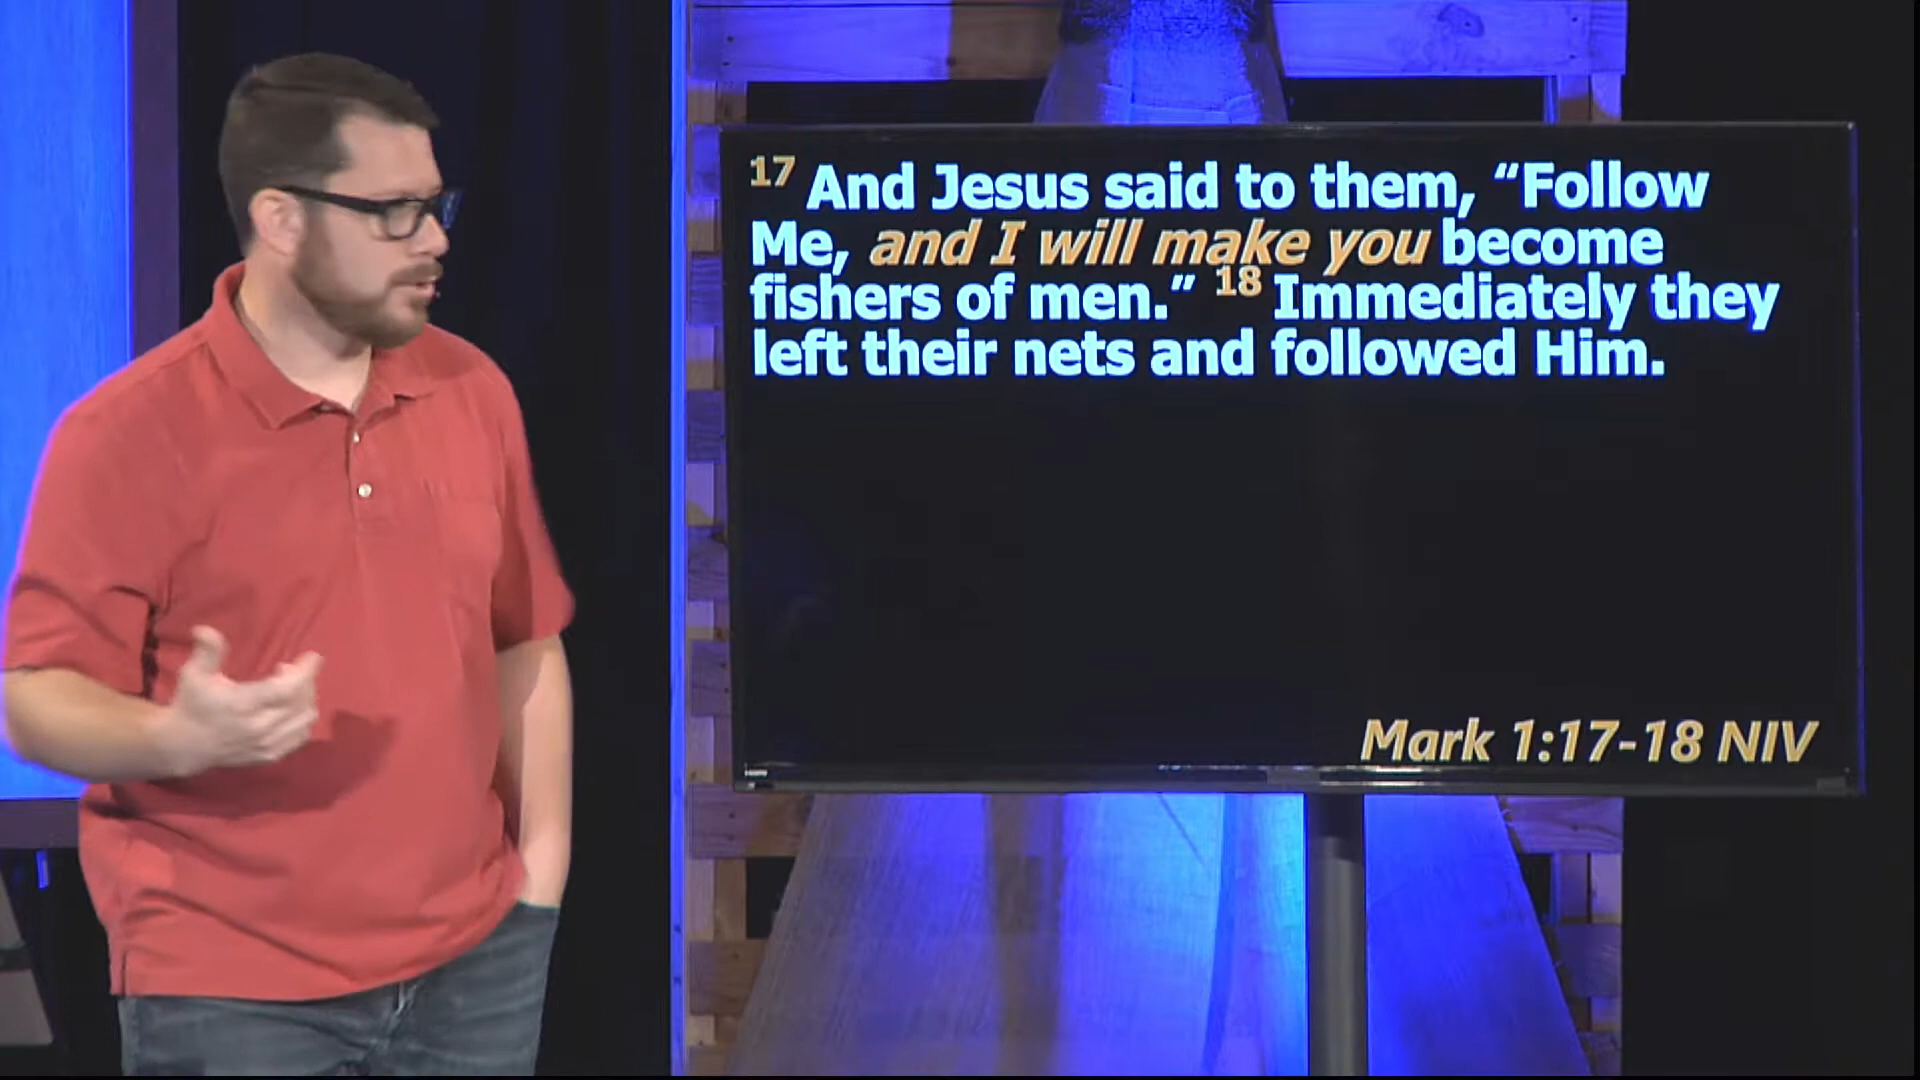 17 And Jesus said to them, “Follow
Me, and I will make you become
fishers of men.” 18 Immediately they
left their nets and followed Him.
Mark 1:17-18 NIV